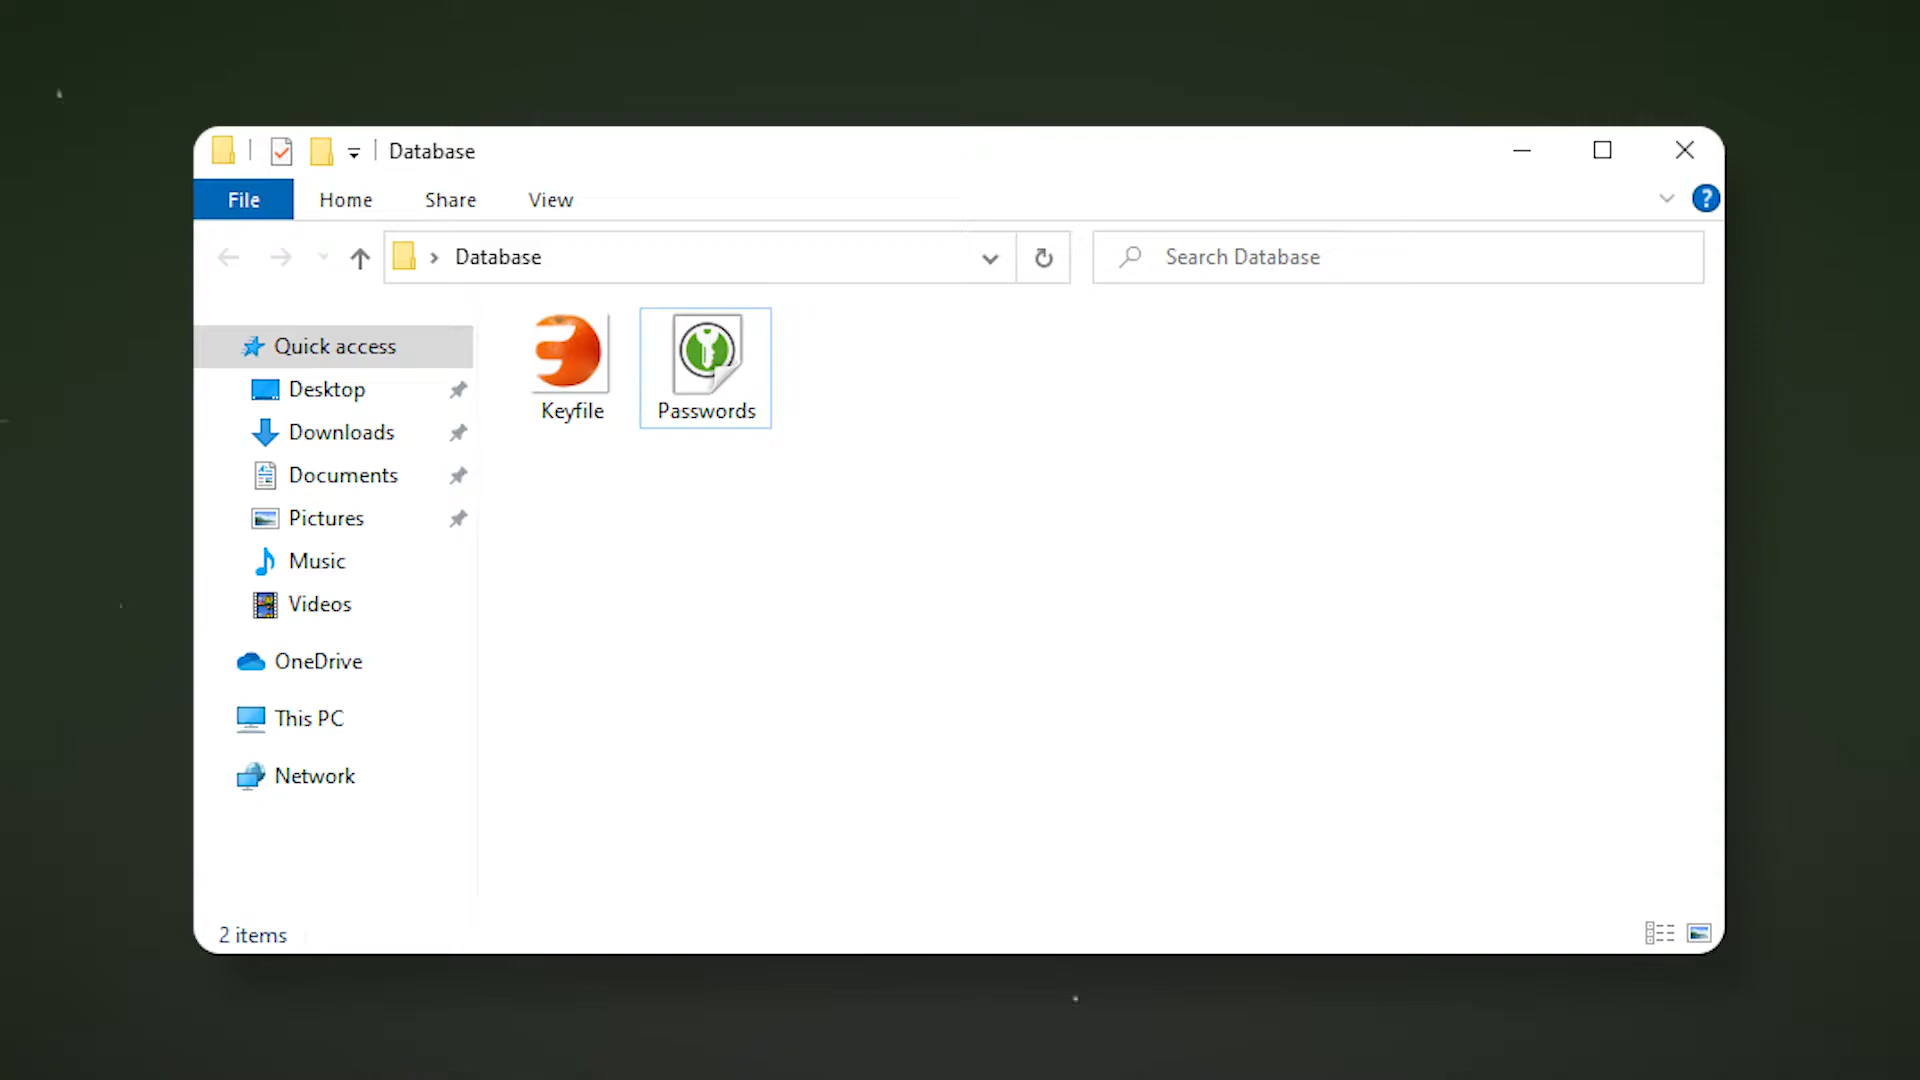 Database
File Home Share View
?
Database
Search Database
Quick access
Desktop
Downloads
Documents
Pictures
Music
Videos
OneDrive
This PC
Network
Keyfile
Passwords
2 items